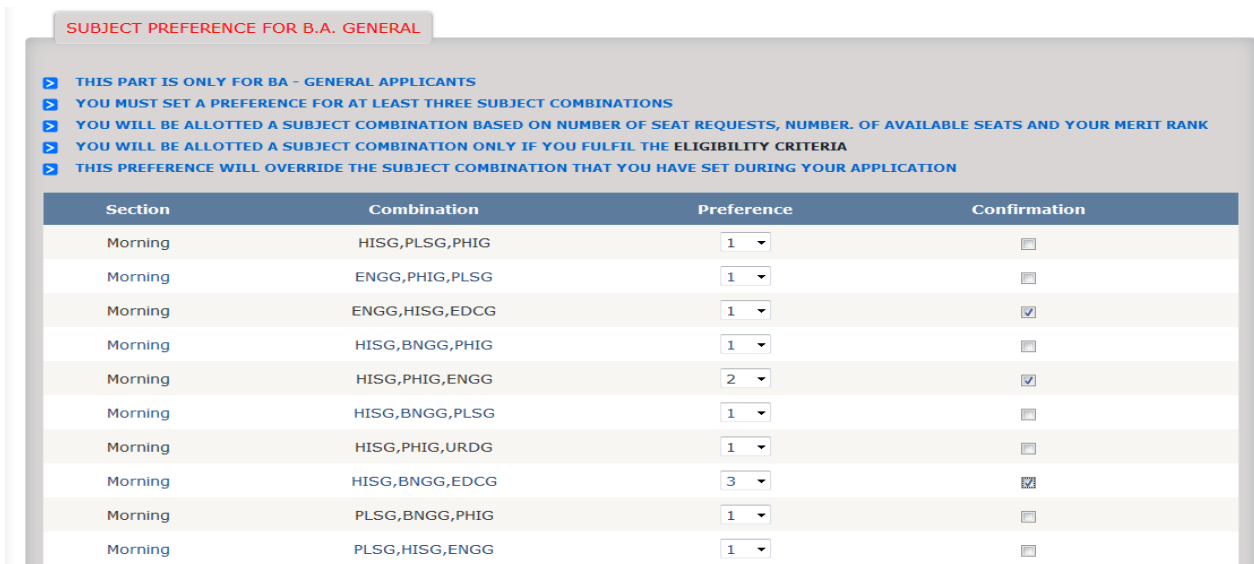 SUBJECT PREFERENCE FOR B.A. GENERAL
THIS PART IS ONLY FOR BA - GENERAL APPLICANTS
YOU MUST SET A PREFERENCE FOR AT LEAST THREE SUBJECT COMBINATIONS
YOU WILL BE ALLOTTED A SUBJECT COMBINATION BASED ON NUMBER OF SEAT REQUESTS, NUMBER. OF AVAILABLE SEATS AND YOUR MERIT RANK
YOU WILL BE ALLOTTED A SUBJECT COMBINATION ONLY IF YOU FULFIL THE ELIGIBILITY CRITERIA
THIS PREFERENCE WILL OVERRIDE THE SUBJECT COMBINATION THAT YOU HAVE SET DURING YOUR APPLICATION
Section Combination Preference Confirmation
Morning HISG,PLSG,PHIG 1
Morning ENGG,PHIG,PLSG 1
Morning ENGG,HISG,EDCG 1
Morning HISG,BNGG,PHIG 1
Morning HISG,PHIG,ENGG 2
Morning HISG,BNGG,PLSG 1
Morning HISG,PHIG,URDG 1
Morning HISG,BNGG,EDCG 3
Morning PLSG,BNGG,PHIG 1
Morning PLSG,HISG,ENGG 1